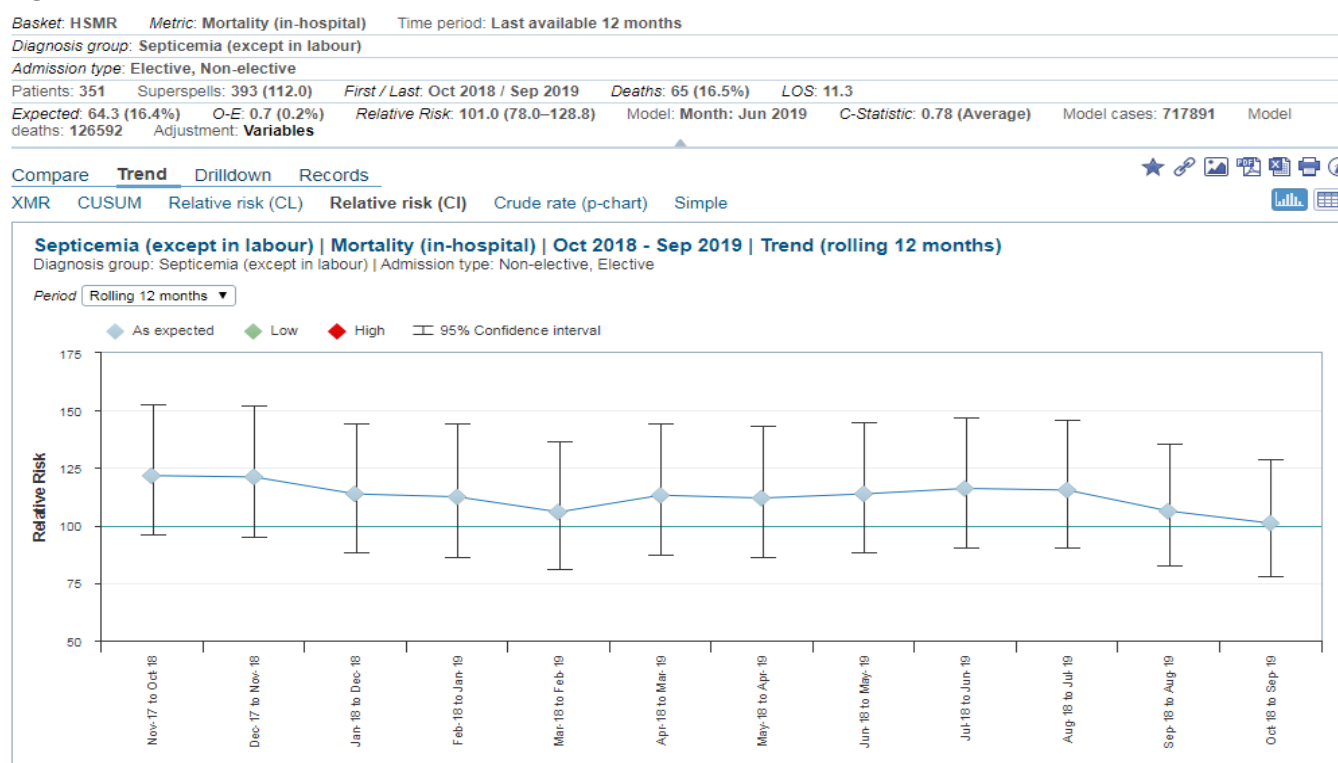 Basket: HSMR Metric: Mortality (in-hospital) Time period: Last available 12 months
Diagnosis group: Septicemia (except in labour)
Admission type: Elective, Non-elective
Patients: 351 Superspells: 393 (112.0) First / Last: Oct 2018 / Sep 2019 Deaths: 65 (16.5%) LOS: 11.3
Expected: 64.3 (16.4%) O-E: 0.7 (0.2%) Relative Risk: 101.0 (78.0–128.8) Model: Month: Jun 2019 C-Statistic: 0.78 (Average) Model cases: 717891 Model
deaths: 126592 Adjustment: Variables
Compare Trend Drilldown Records
PDF
XMR CUSUM Relative risk (CL) Relative risk (CI) Crude rate (p-chart) Simple
Septicemia (except in labour) | Mortality (in-hospital) | Oct 2018 - Sep 2019 | Trend (rolling 12 months)
Diagnosis group: Septicemia (except in labour) | Admission type: Non-elective, Elective
Period Rolling 12 months
As expected Low High 95% Confidence interval
175
150
125
100
75
50
Relative Risk
Nov-17 to Oct-18
Dec-17 to Nov-18
Jan-18 to Dec-18
Feb-18 to Jan-19
Mar-18 to Feb-19
Apr-18 to Mar-19
May-18 to Apr-19
Jun-18 to May-19
Jul-18 to Jun-19
Aug-18 to Jul-19
Sep-18 to Aug-19
Oct-18 to Sep-19